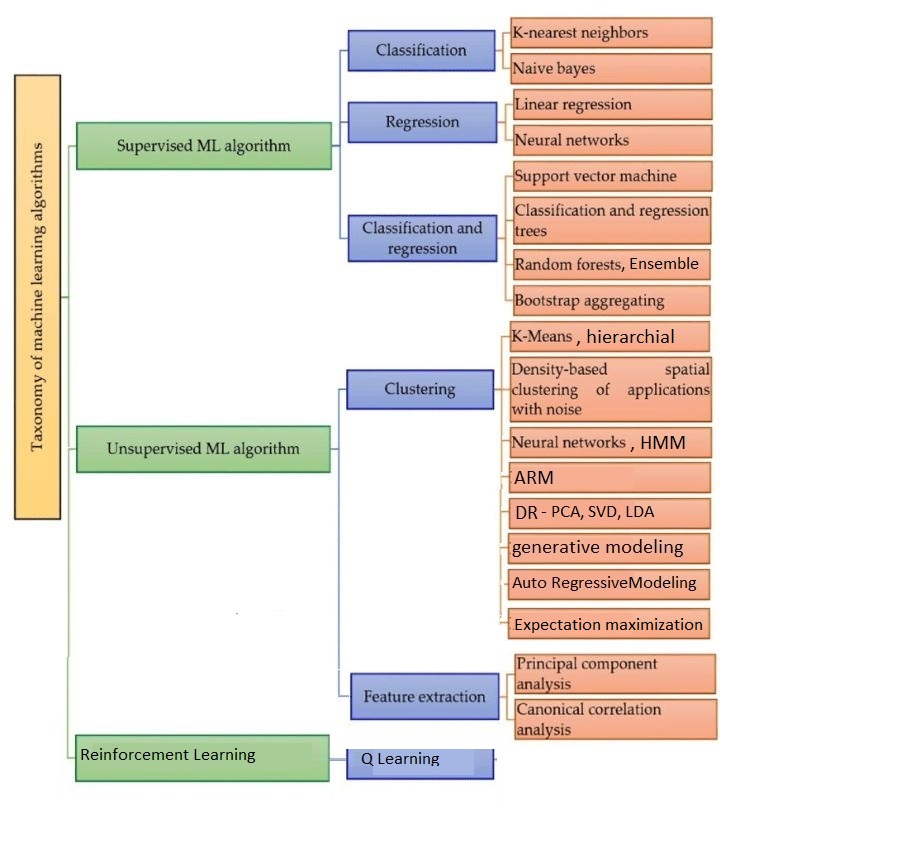 Taxonomy of machine learning algorithms
Supervised ML algorithm
Classification
K-nearest neighbors
Naive bayes
Regression
Linear regression
Neural networks
Classification and
regression
Support vector machine
Classification and regression
trees
Random forests, Ensemble
Bootstrap aggregating
Unsupervised ML algorithm
Clustering
K-Means , hierarchial
Density-based spatial
clustering of applications
with noise
Neural networks , HMM
ARM
DR - PCA, SVD, LDA
generative modeling
Auto RegressiveModeling
Expectation maximization
Feature extraction
Principal component
analysis
Canonical correlation
analysis
Reinforcement Learning
Q Learning